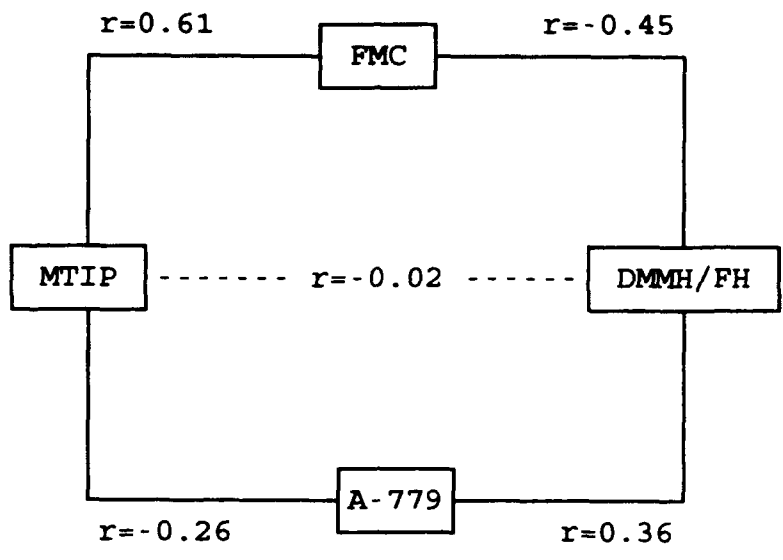 r=0.61
r=-0.45
FMC
MTIP
r=-0.02
DMMH/FH
A-779
r=-0.26
r=0.36